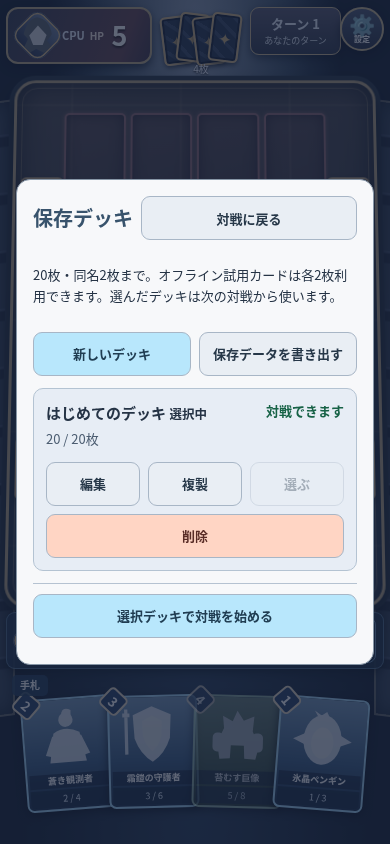 CPU HP 5
4枚
ターン 1
あなたのターン
設定
保存デッキ
対戦に戻る
20枚・同名2枚まで。オフライン試用カードは各2枚利
用できます。選んだデッキは次の対戦から使います。
新しいデッキ
保存データを書き出す
はじめてのデッキ 選択中
対戦できます
20 / 20枚
編集
複製
選ぶ
削除
選択デッキで対戦を始める
手札
2
蒼き観測者
2 / 4
3
霜鎧の守護者
3 / 6
4
苔むす巨像
5 / 8
1
氷晶ペンギン
1 / 3